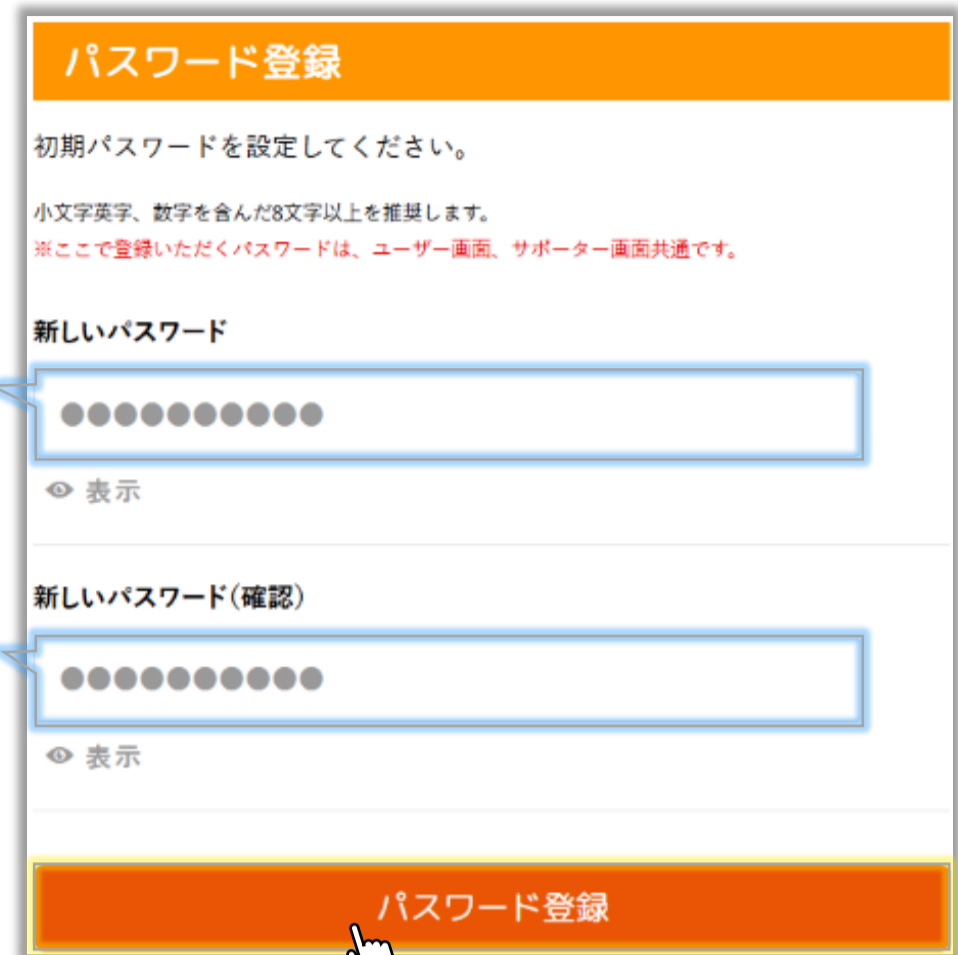 パスワード登録
初期パスワードを設定してください。
小文字英字、数字を含んだ8文字以上を推奨します。
※ここで登録いただくパスワードは、ユーザー画面、サポーター画面共通です。
新しいパスワード
●●●●●●●●●●
表示
新しいパスワード(確認)
●●●●●●●●●●
表示
パスワード登録